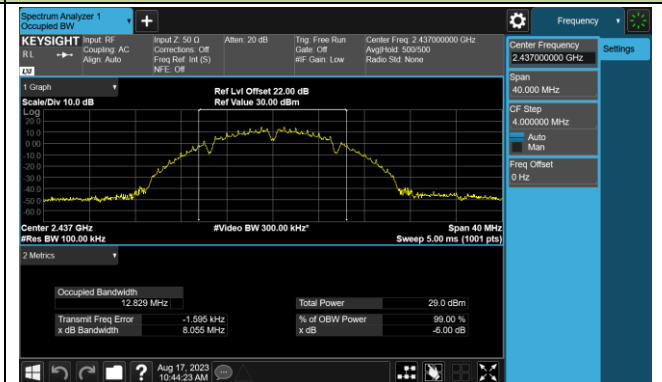 Spectrum Analyzer 1
Occupied BW
Frequency
KEYSIGHT
RL
LXI
Input: RF
Coupling: AC
Align: Auto
Input Z: 50 Ω
Corrections: Off
Freq Ref: Int (S)
NFE: Off
Atten: 20 dB
Trig: Free Run
Gate: Off
#IF Gain: Low
Center Freq: 2.437000000 GHz
Avg|Hold: 500/500
Radio Std: None
1 Graph
Scale/Div 10.0 dB
Ref Lvl Offset 22.00 dB
Ref Value 30.00 dBm
Log
20.0
10.0
0.00
-10.0
-20.0
-30.0
-40.0
-50.0
-60.0
Center 2.437 GHz
#Res BW 100.00 kHz
#Video BW 300.00 kHz*
Span 40 MHz
Sweep 5.00 ms (1001 pts)
2 Metrics
Occupied Bandwidth
12.829 MHz
Total Power 29.0 dBm
Transmit Freq Error -1.595 kHz
% of OBW Power 99.00 %
x dB Bandwidth 8.055 MHz
x dB -6.00 dB
Aug 17, 2023
10:44:23 AM
Center Frequency
2.437000000 GHz
Settings
Span
40.000 MHz
CF Step
4.000000 MHz
Auto
Man
Freq Offset
0 Hz